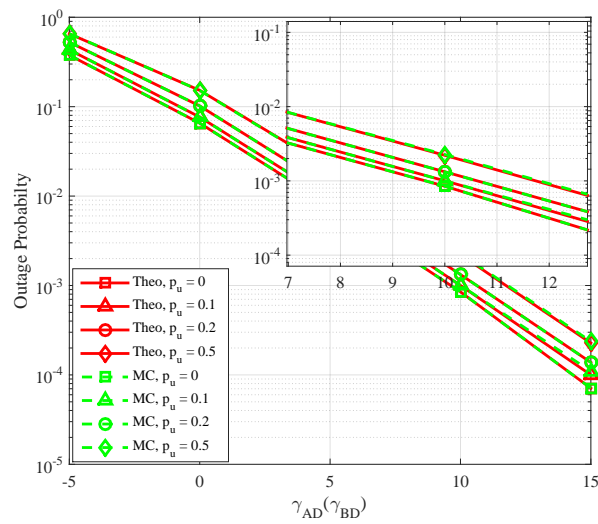 10^0
10^-1
10^-2
10^-3
10^-4
10^-5
Outage Probabilty
10^-1
10^-2
10^-3
10^-4
7 8 9 10 11 12
Theo, p_u = 0
Theo, p_u = 0.1
Theo, p_u = 0.2
Theo, p_u = 0.5
MC, p_u = 0
MC, p_u = 0.1
MC, p_u = 0.2
MC, p_u = 0.5
-5 0 5 10 15
γ_AD(γ_BD)